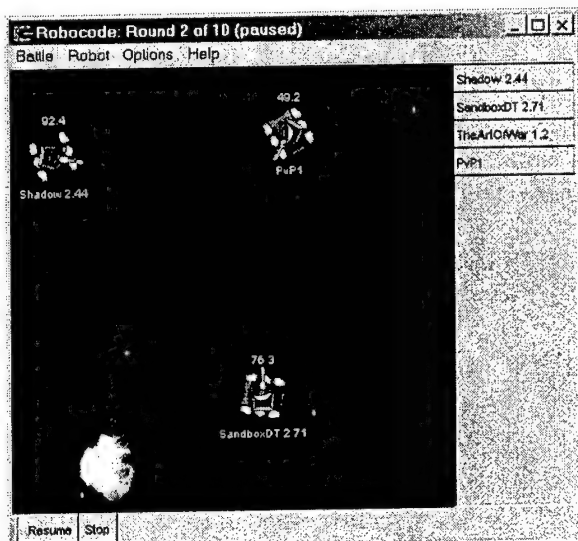 Robocode: Round 2 of 10 (paused)
Battle Robot Options Help
Shadow 2.44
SandboxDT 2.71
TheArtOfWar 1.2
PvP1
92.4
Shadow 2.44
49.2
PvP1
76.3
SandboxDT 2.71
Resume Stop